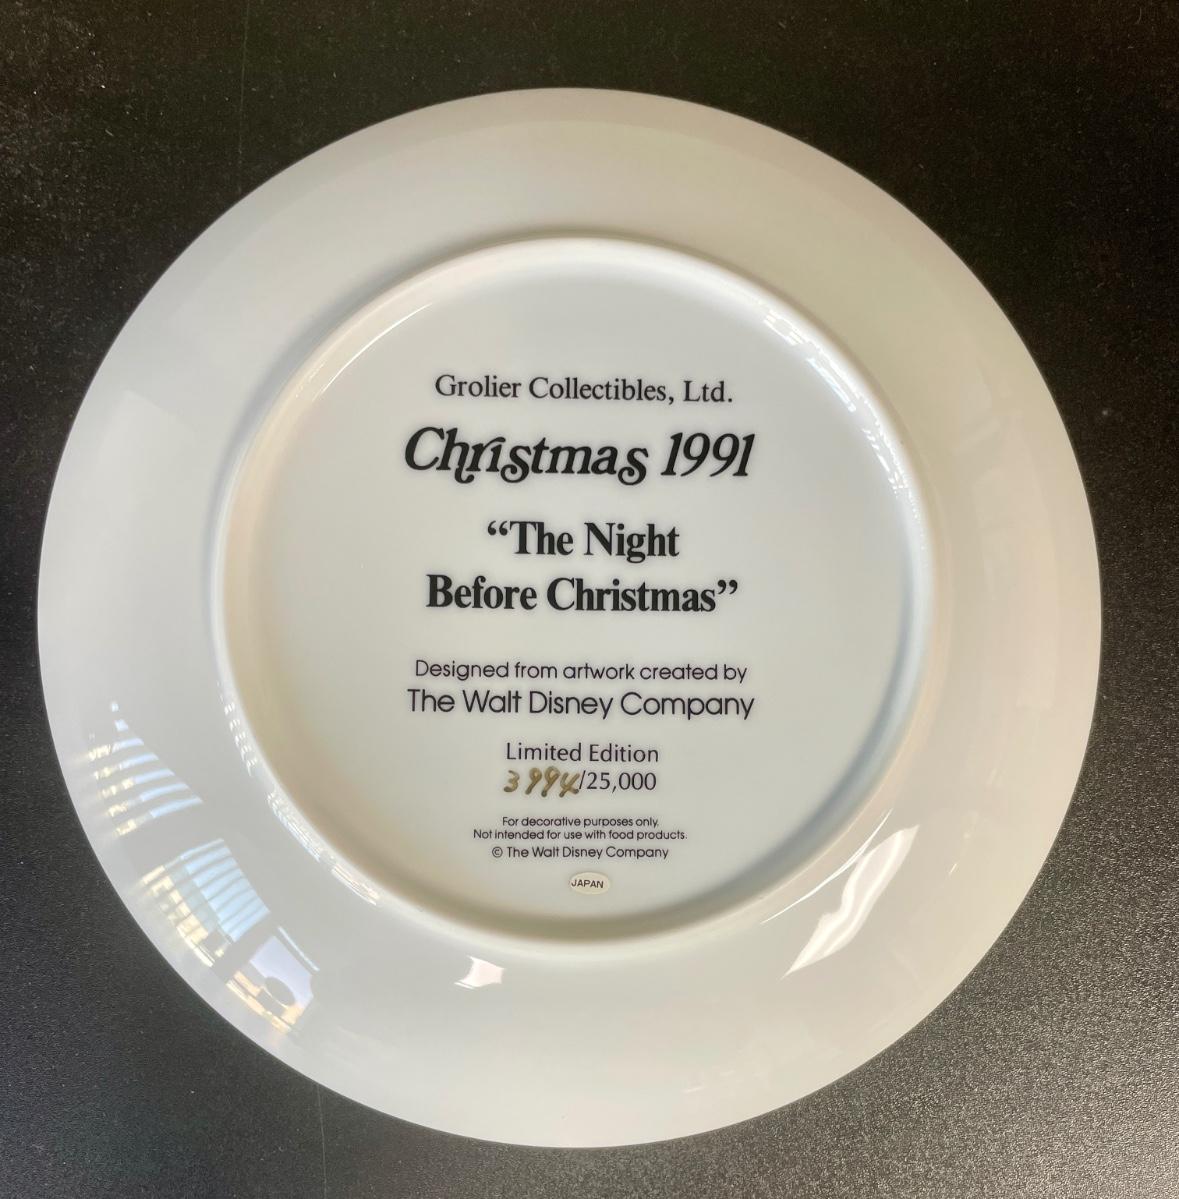 Grolier Collectibles, Ltd.
Christmas 1991
“The Night
Before Christmas”
Designed from artwork created by
The Walt Disney Company
Limited Edition
3994/25,000
For decorative purposes only.
Not intended for use with food products.
© The Walt Disney Company
JAPAN